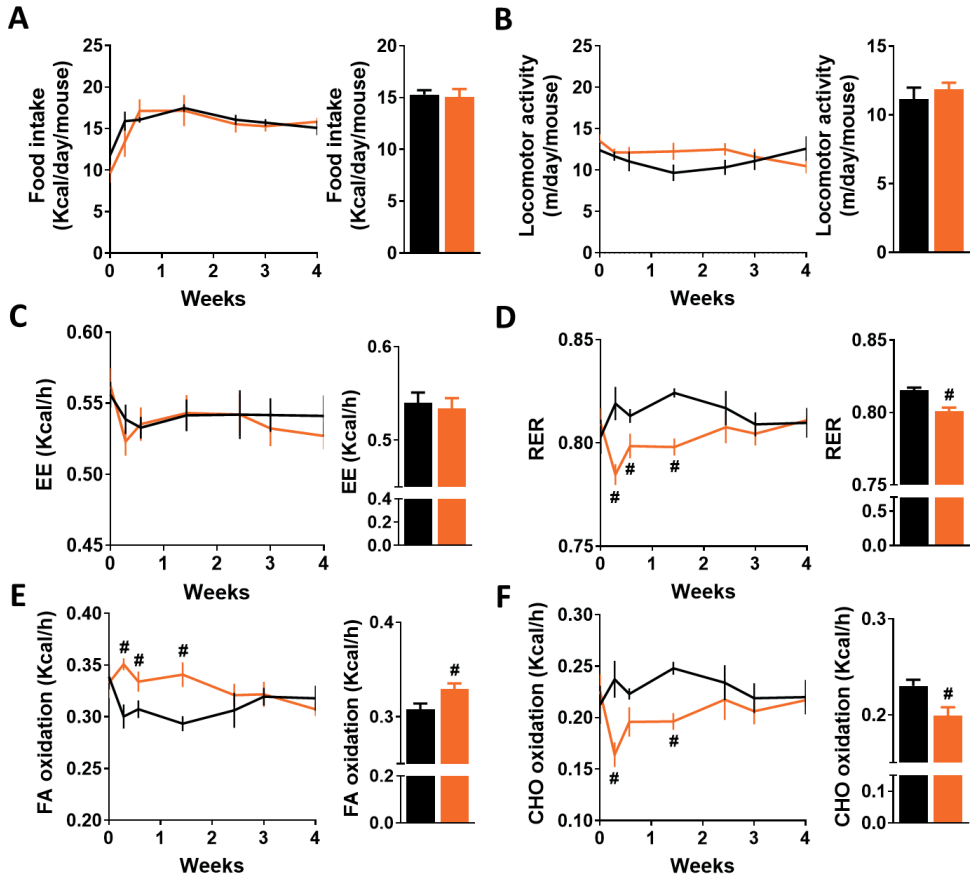 A
Food intake
(Kcal/day/mouse)
25
20
15
10
5
0
0 1 2 3 4
Weeks
Food intake
(Kcal/day/mouse)
20
15
10
5
0
B
Locomotor activity
(m/day/mouse)
25
20
15
10
5
0
0 1 2 3 4
Weeks
Locomotor activity
(m/day/mouse)
15
10
5
0
C
EE (Kcal/h)
0.60
0.55
0.50
0.45
0 1 2 3 4
Weeks
EE (Kcal/h)
0.6
0.5
0.4
0.2
0.0
D
RER
0.85
0.80
0.75
# # #
0 1 2 3 4
Weeks
RER
0.85
0.80
0.75
0.5
0.0
#
E
FA oxidation (Kcal/h)
0.40
0.35
0.30
0.25
0.20
# # #
0 1 2 3 4
Weeks
FA oxidation (Kcal/h)
0.4
0.3
0.2
0.0
#
F
CHO oxidation (Kcal/h)
0.30
0.25
0.20
0.15
0.10
# #
0 1 2 3 4
Weeks
CHO oxidation (Kcal/h)
0.3
0.2
0.1
0.0
#